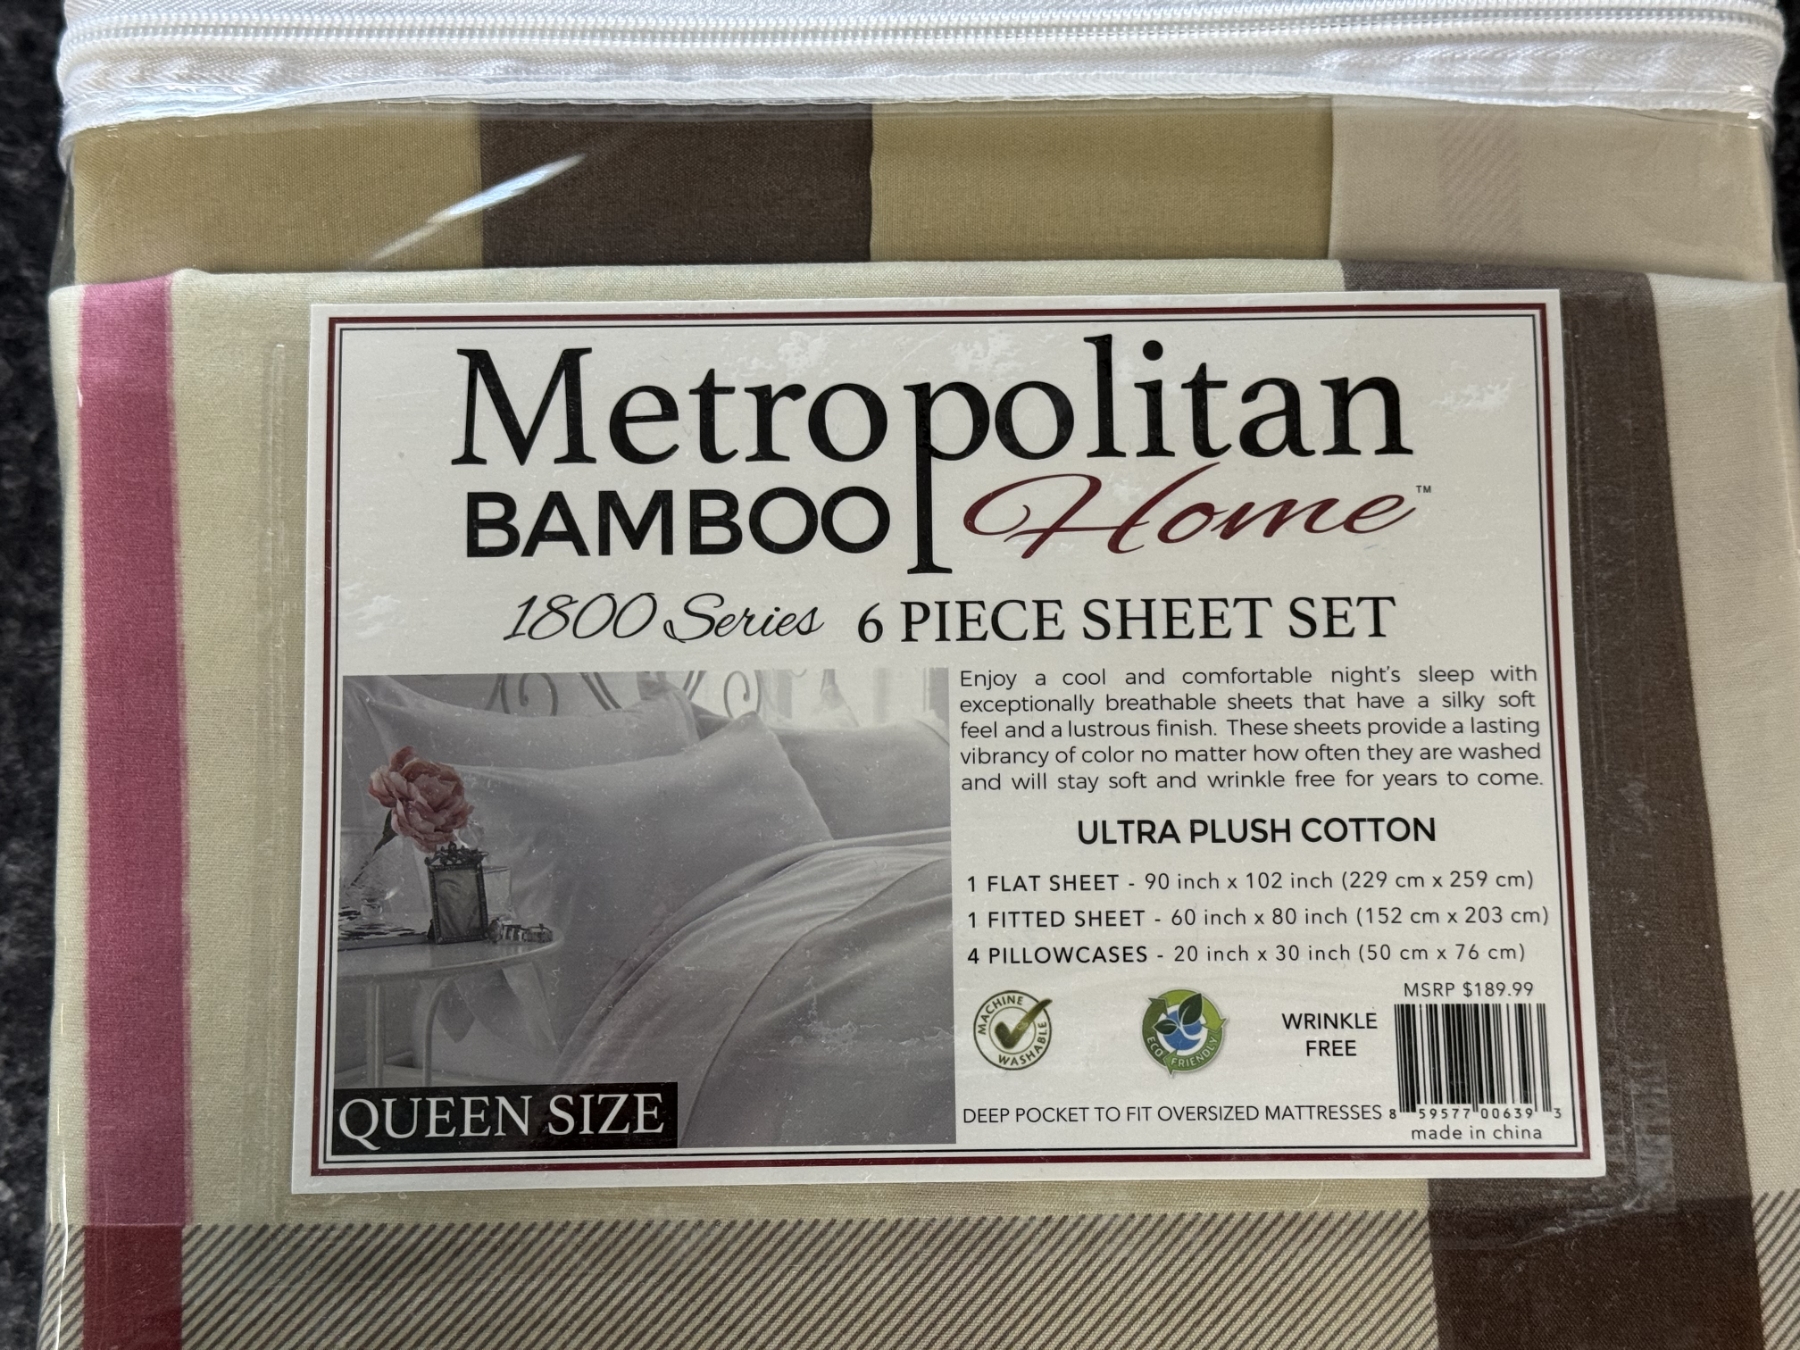 Metropolitan
BAMBOO Home™
1800 Series 6 PIECE SHEET SET
Enjoy a cool and comfortable night's sleep with
exceptionally breathable sheets that have a silky soft
feel and a lustrous finish. These sheets provide a lasting
vibrancy of color no matter how often they are washed
and will stay soft and wrinkle free for years to come.
ULTRA PLUSH COTTON
1 FLAT SHEET - 90 inch x 102 inch (229 cm x 259 cm)
1 FITTED SHEET - 60 inch x 80 inch (152 cm x 203 cm)
4 PILLOWCASES - 20 inch x 30 inch (50 cm x 76 cm)
MACHINE
WASHABLE
ECO FRIENDLY
WRINKLE
FREE
MSRP $189.99
DEEP POCKET TO FIT OVERSIZED MATTRESSES
8 59577 00639 3
made in china
QUEEN SIZE